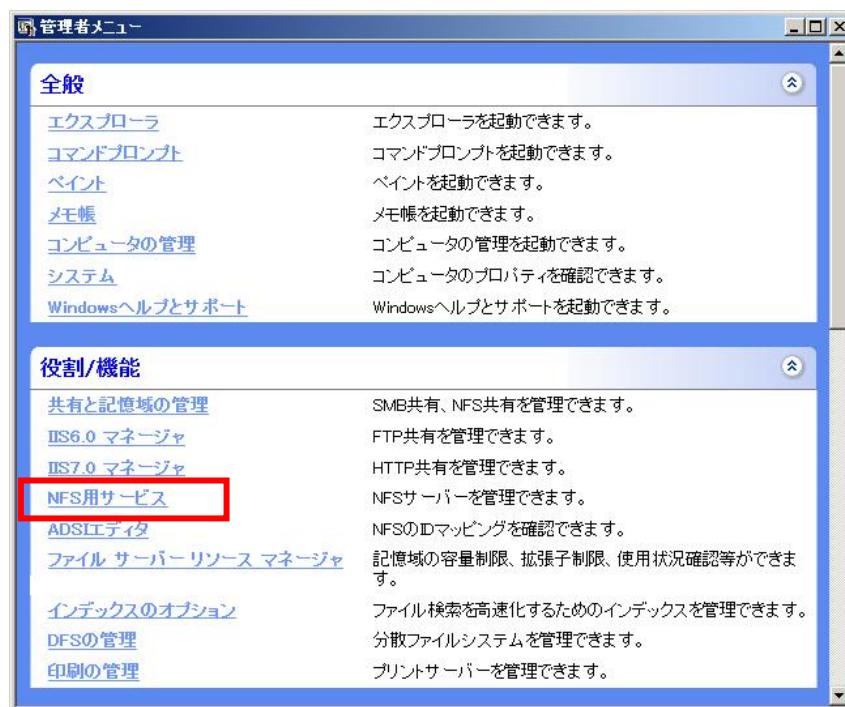 管理者メニュー
全般
エクスプローラ エクスプローラを起動できます。
コマンドプロンプト コマンドプロンプトを起動できます。
ペイント ペイントを起動できます。
メモ帳 メモ帳を起動できます。
コンピュータの管理 コンピュータの管理を起動できます。
システム コンピュータのプロパティを確認できます。
Windowsヘルプとサポート Windowsヘルプとサポートを起動できます。
役割/機能
共有と記憶域の管理 SMB共有、NFS共有を管理できます。
IIS6.0 マネージャ FTP共有を管理できます。
IIS7.0 マネージャ HTTP共有を管理できます。
NFS用サービス NFSサーバーを管理できます。
ADSIエディタ NFSのIDマッピングを確認できます。
ファイル サーバー リソース マネージャ 記憶域の容量制限、拡張子制限、使用状況確認等ができま
す。
インデックスのオプション ファイル検索を高速化するためのインデックスを管理できます。
DFSの管理 分散ファイルシステムを管理できます。
印刷の管理 プリントサーバーを管理できます。